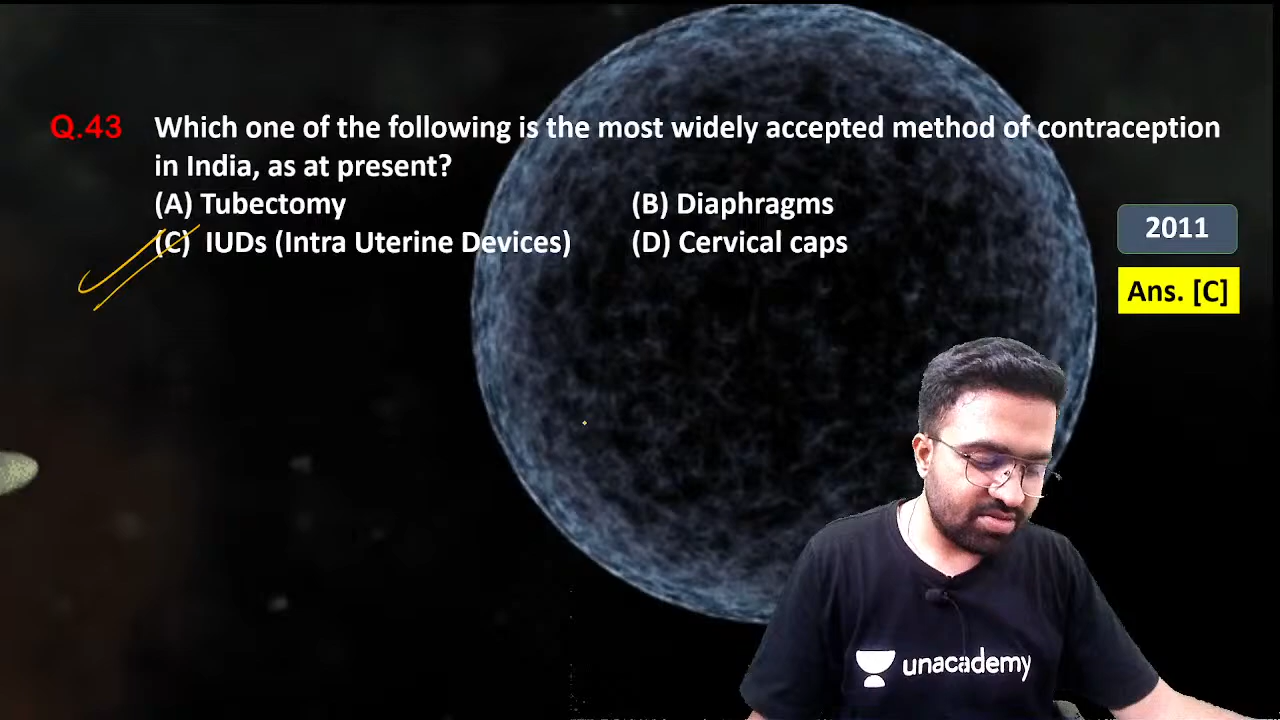 Q.43 Which one of the following is the most widely accepted method of contraception
in India, as at present?
(A) Tubectomy (B) Diaphragms
(C) IUDs (Intra Uterine Devices) (D) Cervical caps
2011
Ans. [C]
unacademy